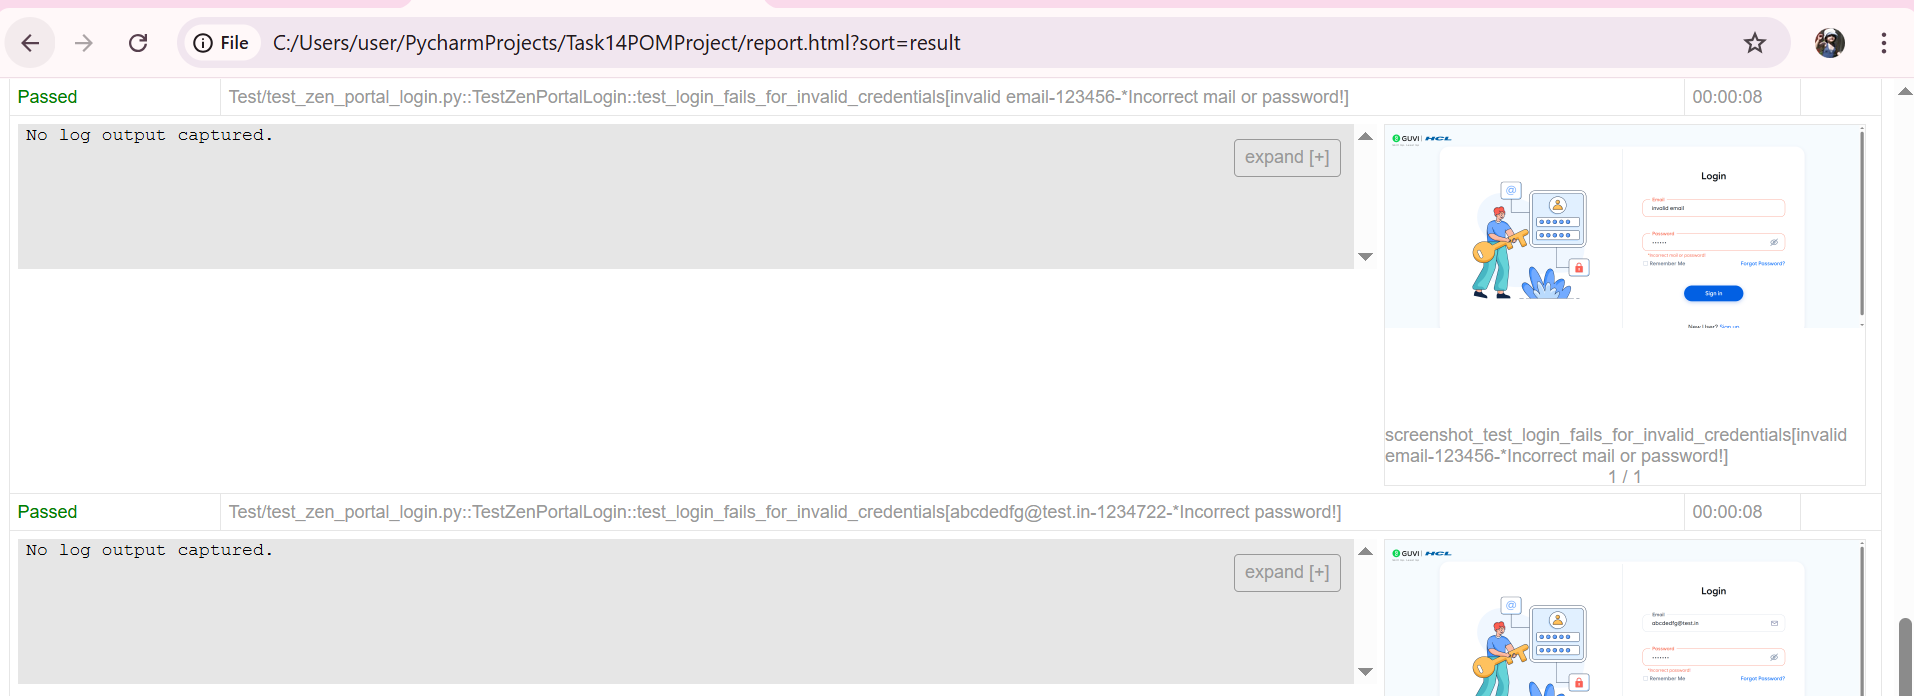 File
C:/Users/user/PycharmProjects/Task14POMProject/report.html?sort=result
Passed
Test/test_zen_portal_login.py::TestZenPortalLogin::test_login_fails_for_invalid_credentials[invalid email-123456-*Incorrect mail or password!]
00:00:08
No log output captured.
expand [+]
GUVI | HCL
Login
Email
invalid email
Password
••••••
*Incorrect mail or password!
Remember Me
Forgot Password?
Sign in
New User? Sign up
screenshot_test_login_fails_for_invalid_credentials[invalid
email-123456-*Incorrect mail or password!]
1 / 1
Passed
Test/test_zen_portal_login.py::TestZenPortalLogin::test_login_fails_for_invalid_credentials[abcdedfg@test.in-1234722-*Incorrect password!]
00:00:08
No log output captured.
expand [+]
GUVI | HCL
Login
Email
abcdedfg@test.in
Password
•••••••
*Incorrect password!
Remember Me
Forgot Password?